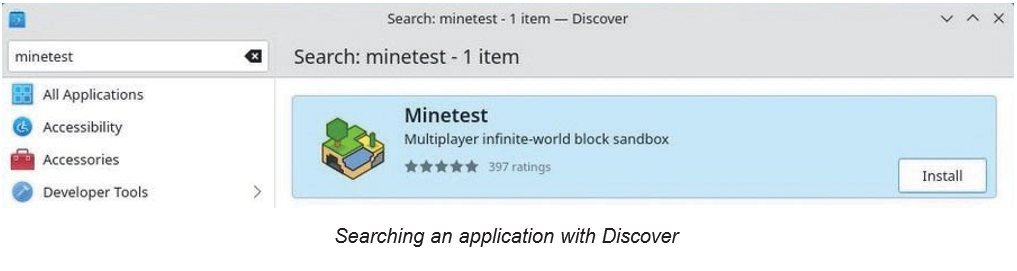 Search: minetest - 1 item — Discover
minetest
Search: minetest - 1 item
All Applications
Accessibility
Accessories
Developer Tools
Minetest
Multiplayer infinite-world block sandbox
397 ratings
Install
Searching an application with Discover